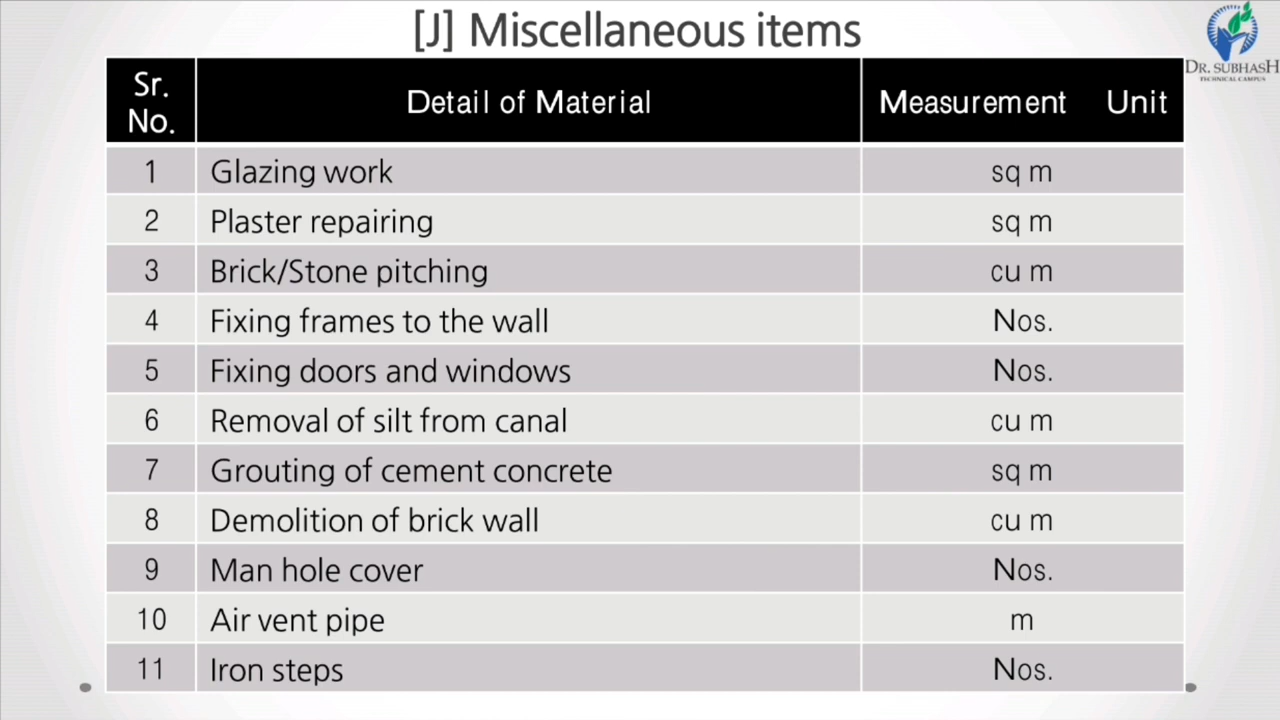 [J] Miscellaneous items
DR. SUBHASH
TECHNICAL CAMPUS
Sr. No. Detail of Material Measurement Unit
1 Glazing work sq m
2 Plaster repairing sq m
3 Brick/Stone pitching cu m
4 Fixing frames to the wall Nos.
5 Fixing doors and windows Nos.
6 Removal of silt from canal cu m
7 Grouting of cement concrete sq m
8 Demolition of brick wall cu m
9 Man hole cover Nos.
10 Air vent pipe m
11 Iron steps Nos.